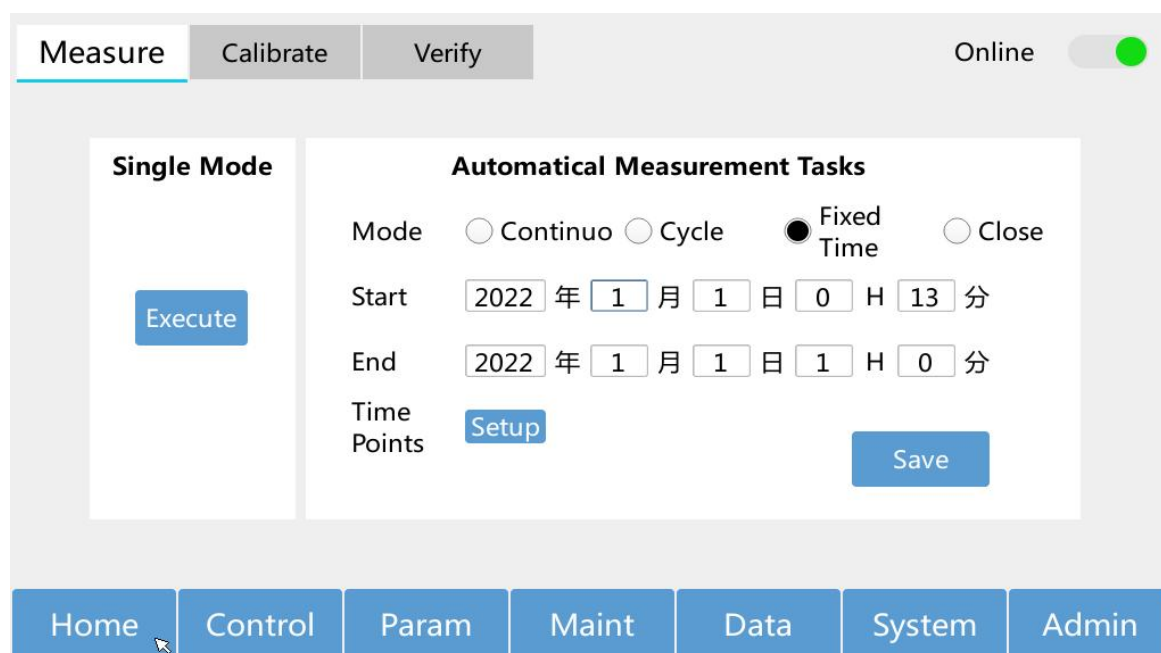 Measure Calibrate Verify Online
Single Mode
Execute
Automatical Measurement Tasks
Mode Continuo Cycle Fixed Time Close
Start 2022 年 1 月 1 日 0 H 13 分
End 2022 年 1 月 1 日 1 H 0 分
Time Points Setup
Save
Home Control Param Maint Data System Admin